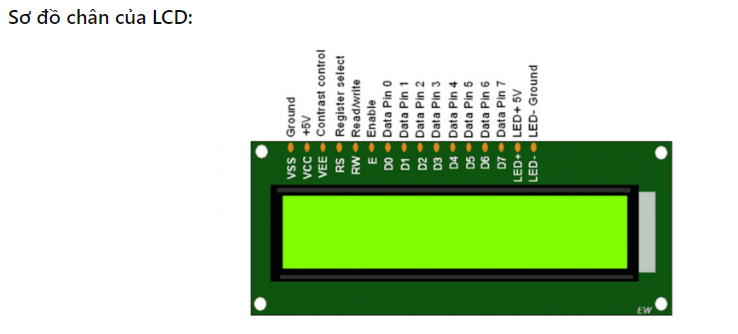 Sơ đồ chân của LCD:
Ground
+5V
Contrast control
Register select
Read/write
Enable
Data Pin 0
Data Pin 1
Data Pin 2
Data Pin 3
Data Pin 4
Data Pin 5
Data Pin 6
Data Pin 7
LED+ 5V
LED- Ground
VSS
VCC
VEE
RS
RW
E
D0
D1
D2
D3
D4
D5
D6
D7
LED+
LED-
EW